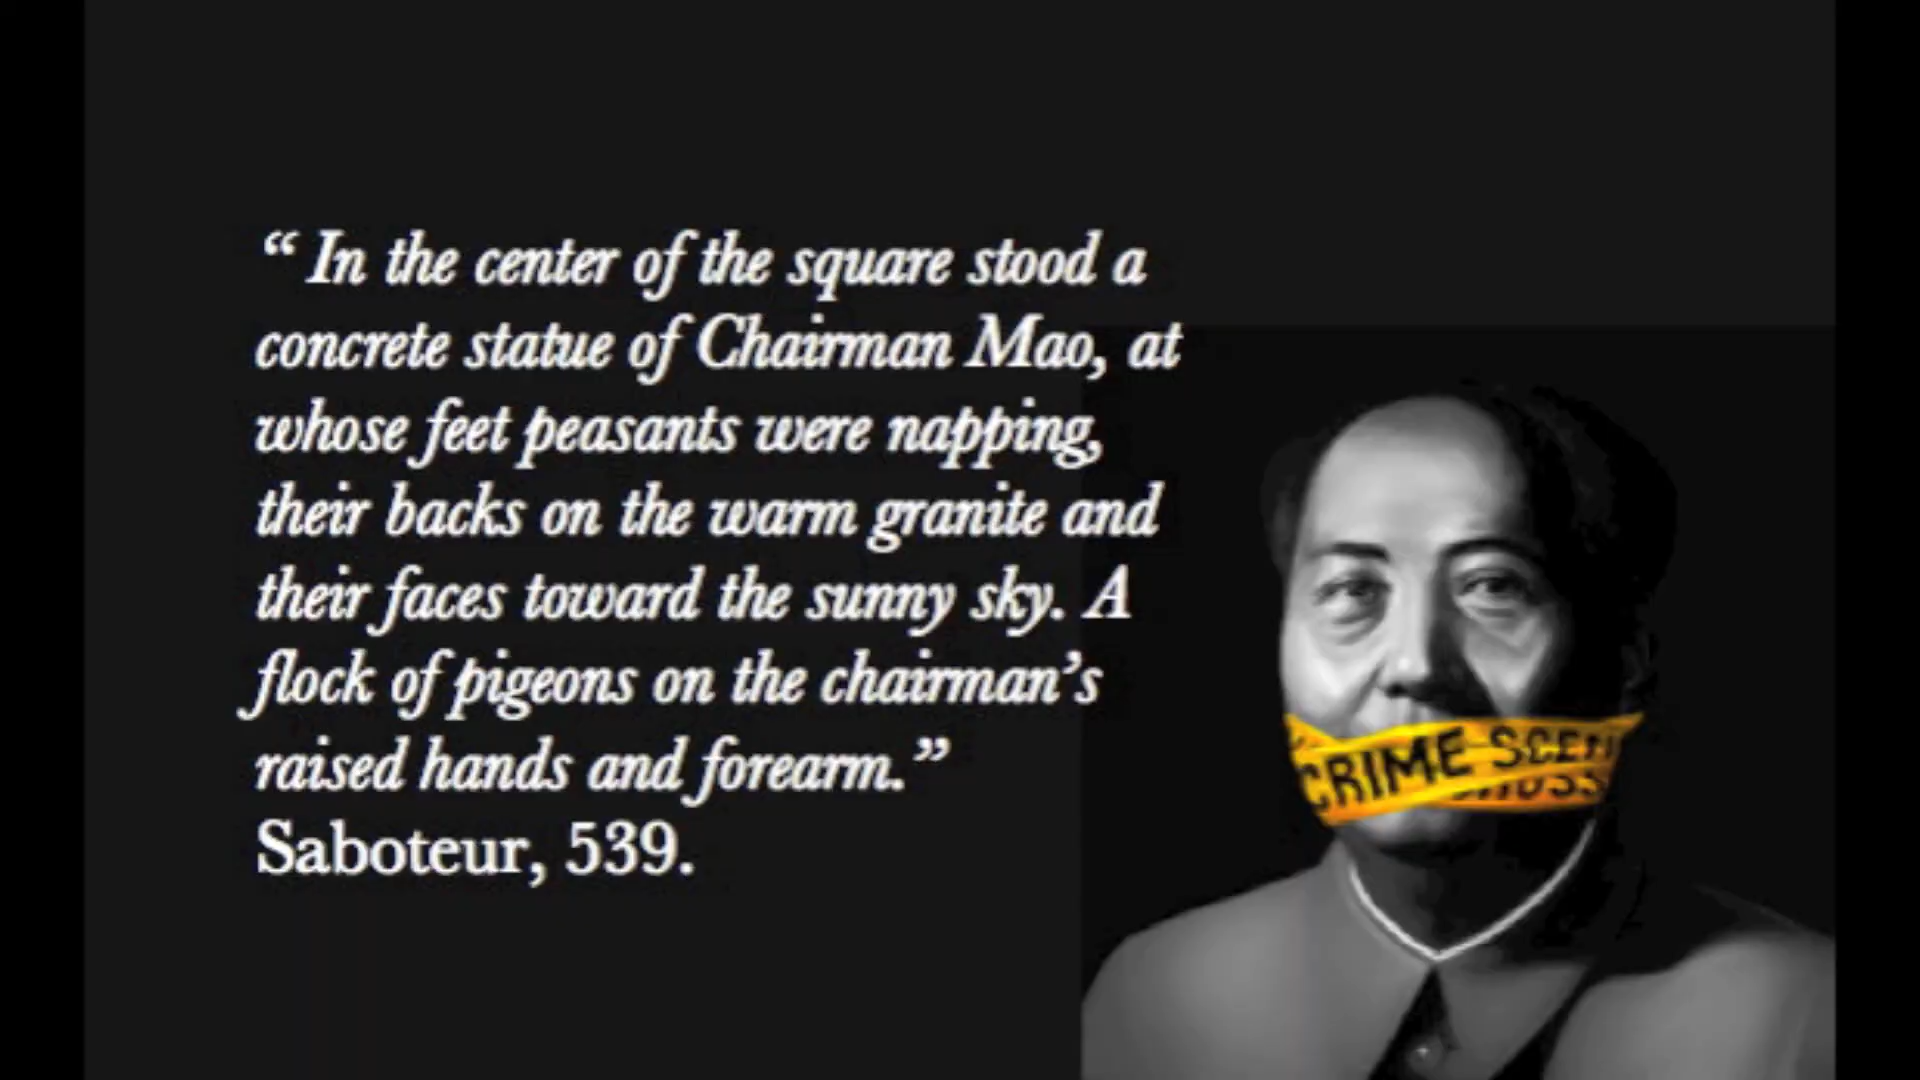 “ In the center of the square stood a
concrete statue of Chairman Mao, at
whose feet peasants were napping,
their backs on the warm granite and
their faces toward the sunny sky. A
flock of pigeons on the chairman’s
raised hands and forearm.”
Saboteur, 539.
CRIME SCEN